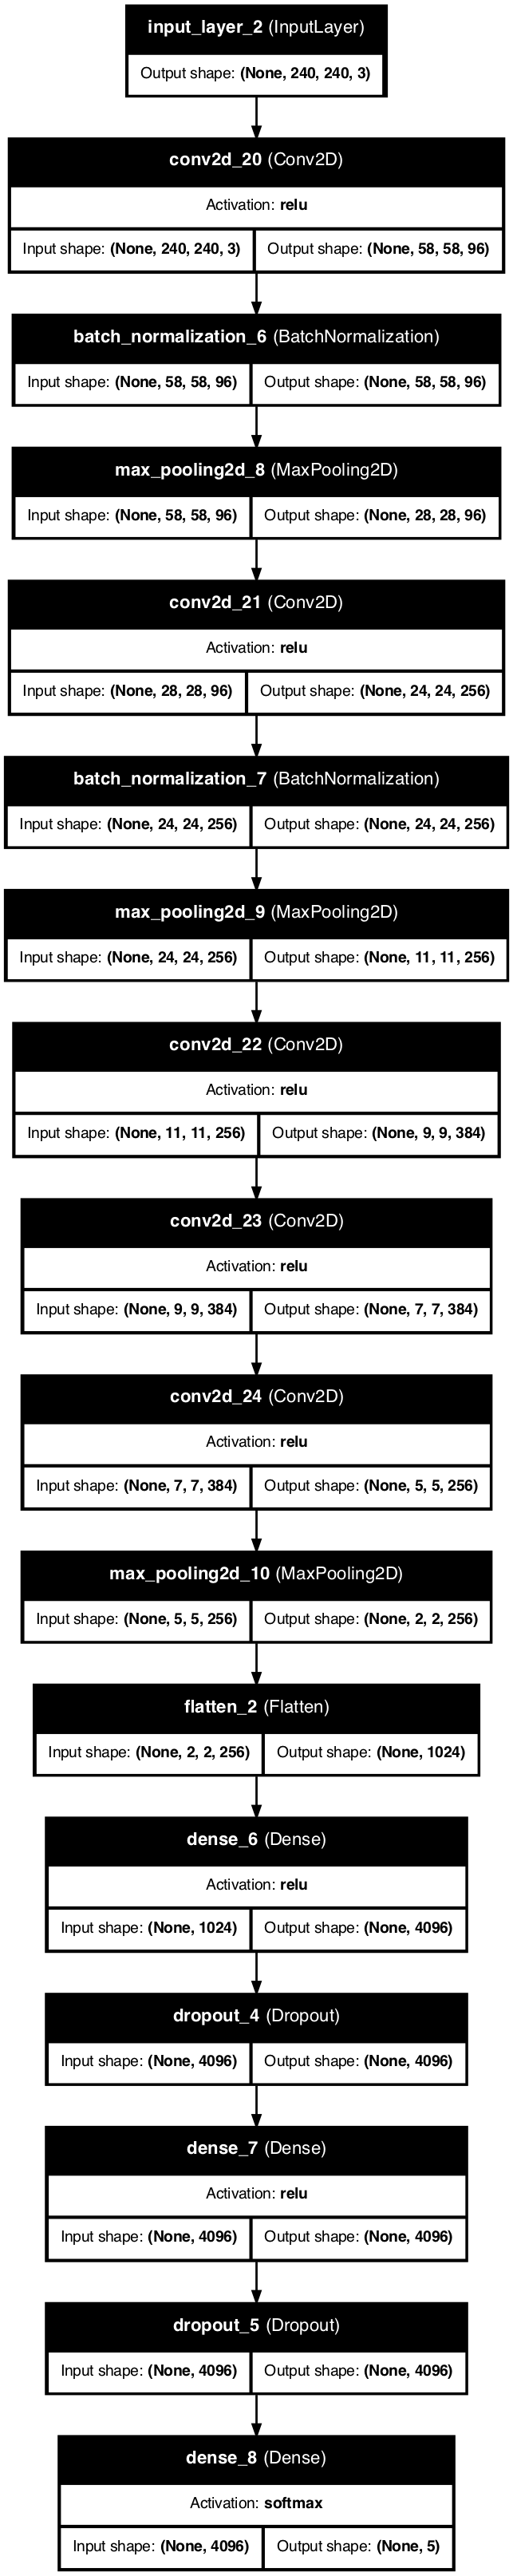 input_layer_2 (InputLayer)
Output shape: (None, 240, 240, 3)
conv2d_20 (Conv2D)
Activation: relu
Input shape: (None, 240, 240, 3) Output shape: (None, 58, 58, 96)
batch_normalization_6 (BatchNormalization)
Input shape: (None, 58, 58, 96) Output shape: (None, 58, 58, 96)
max_pooling2d_8 (MaxPooling2D)
Input shape: (None, 58, 58, 96) Output shape: (None, 28, 28, 96)
conv2d_21 (Conv2D)
Activation: relu
Input shape: (None, 28, 28, 96) Output shape: (None, 24, 24, 256)
batch_normalization_7 (BatchNormalization)
Input shape: (None, 24, 24, 256) Output shape: (None, 24, 24, 256)
max_pooling2d_9 (MaxPooling2D)
Input shape: (None, 24, 24, 256) Output shape: (None, 11, 11, 256)
conv2d_22 (Conv2D)
Activation: relu
Input shape: (None, 11, 11, 256) Output shape: (None, 9, 9, 384)
conv2d_23 (Conv2D)
Activation: relu
Input shape: (None, 9, 9, 384) Output shape: (None, 7, 7, 384)
conv2d_24 (Conv2D)
Activation: relu
Input shape: (None, 7, 7, 384) Output shape: (None, 5, 5, 256)
max_pooling2d_10 (MaxPooling2D)
Input shape: (None, 5, 5, 256) Output shape: (None, 2, 2, 256)
flatten_2 (Flatten)
Input shape: (None, 2, 2, 256) Output shape: (None, 1024)
dense_6 (Dense)
Activation: relu
Input shape: (None, 1024) Output shape: (None, 4096)
dropout_4 (Dropout)
Input shape: (None, 4096) Output shape: (None, 4096)
dense_7 (Dense)
Activation: relu
Input shape: (None, 4096) Output shape: (None, 4096)
dropout_5 (Dropout)
Input shape: (None, 4096) Output shape: (None, 4096)
dense_8 (Dense)
Activation: softmax
Input shape: (None, 4096) Output shape: (None, 5)